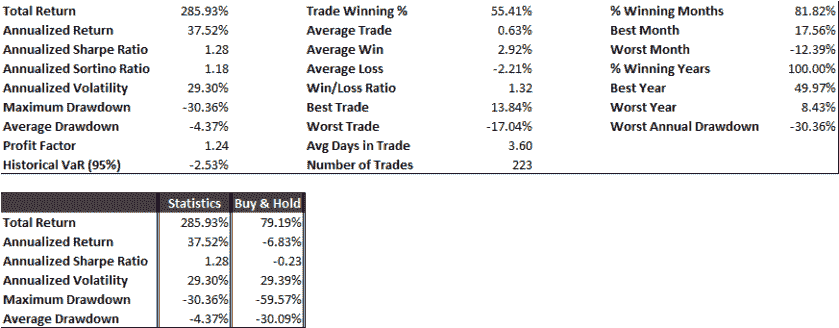 Total Return 285.93% Trade Winning % 55.41% % Winning Months 81.82%
Annualized Return 37.52% Average Trade 0.63% Best Month 17.56%
Annualized Sharpe Ratio 1.28 Average Win 2.92% Worst Month -12.39%
Annualized Sortino Ratio 1.18 Average Loss -2.21% % Winning Years 100.00%
Annualized Volatility 29.30% Win/Loss Ratio 1.32 Best Year 49.97%
Maximum Drawdown -30.36% Best Trade 13.84% Worst Year 8.43%
Average Drawdown -4.37% Worst Trade -17.04% Worst Annual Drawdown -30.36%
Profit Factor 1.24 Avg Days in Trade 3.60
Historical VaR (95%) -2.53% Number of Trades 223
Statistics Buy & Hold
Total Return 285.93% 79.19%
Annualized Return 37.52% -6.83%
Annualized Sharpe Ratio 1.28 -0.23
Annualized Volatility 29.30% 29.39%
Maximum Drawdown -30.36% -59.57%
Average Drawdown -4.37% -30.09%